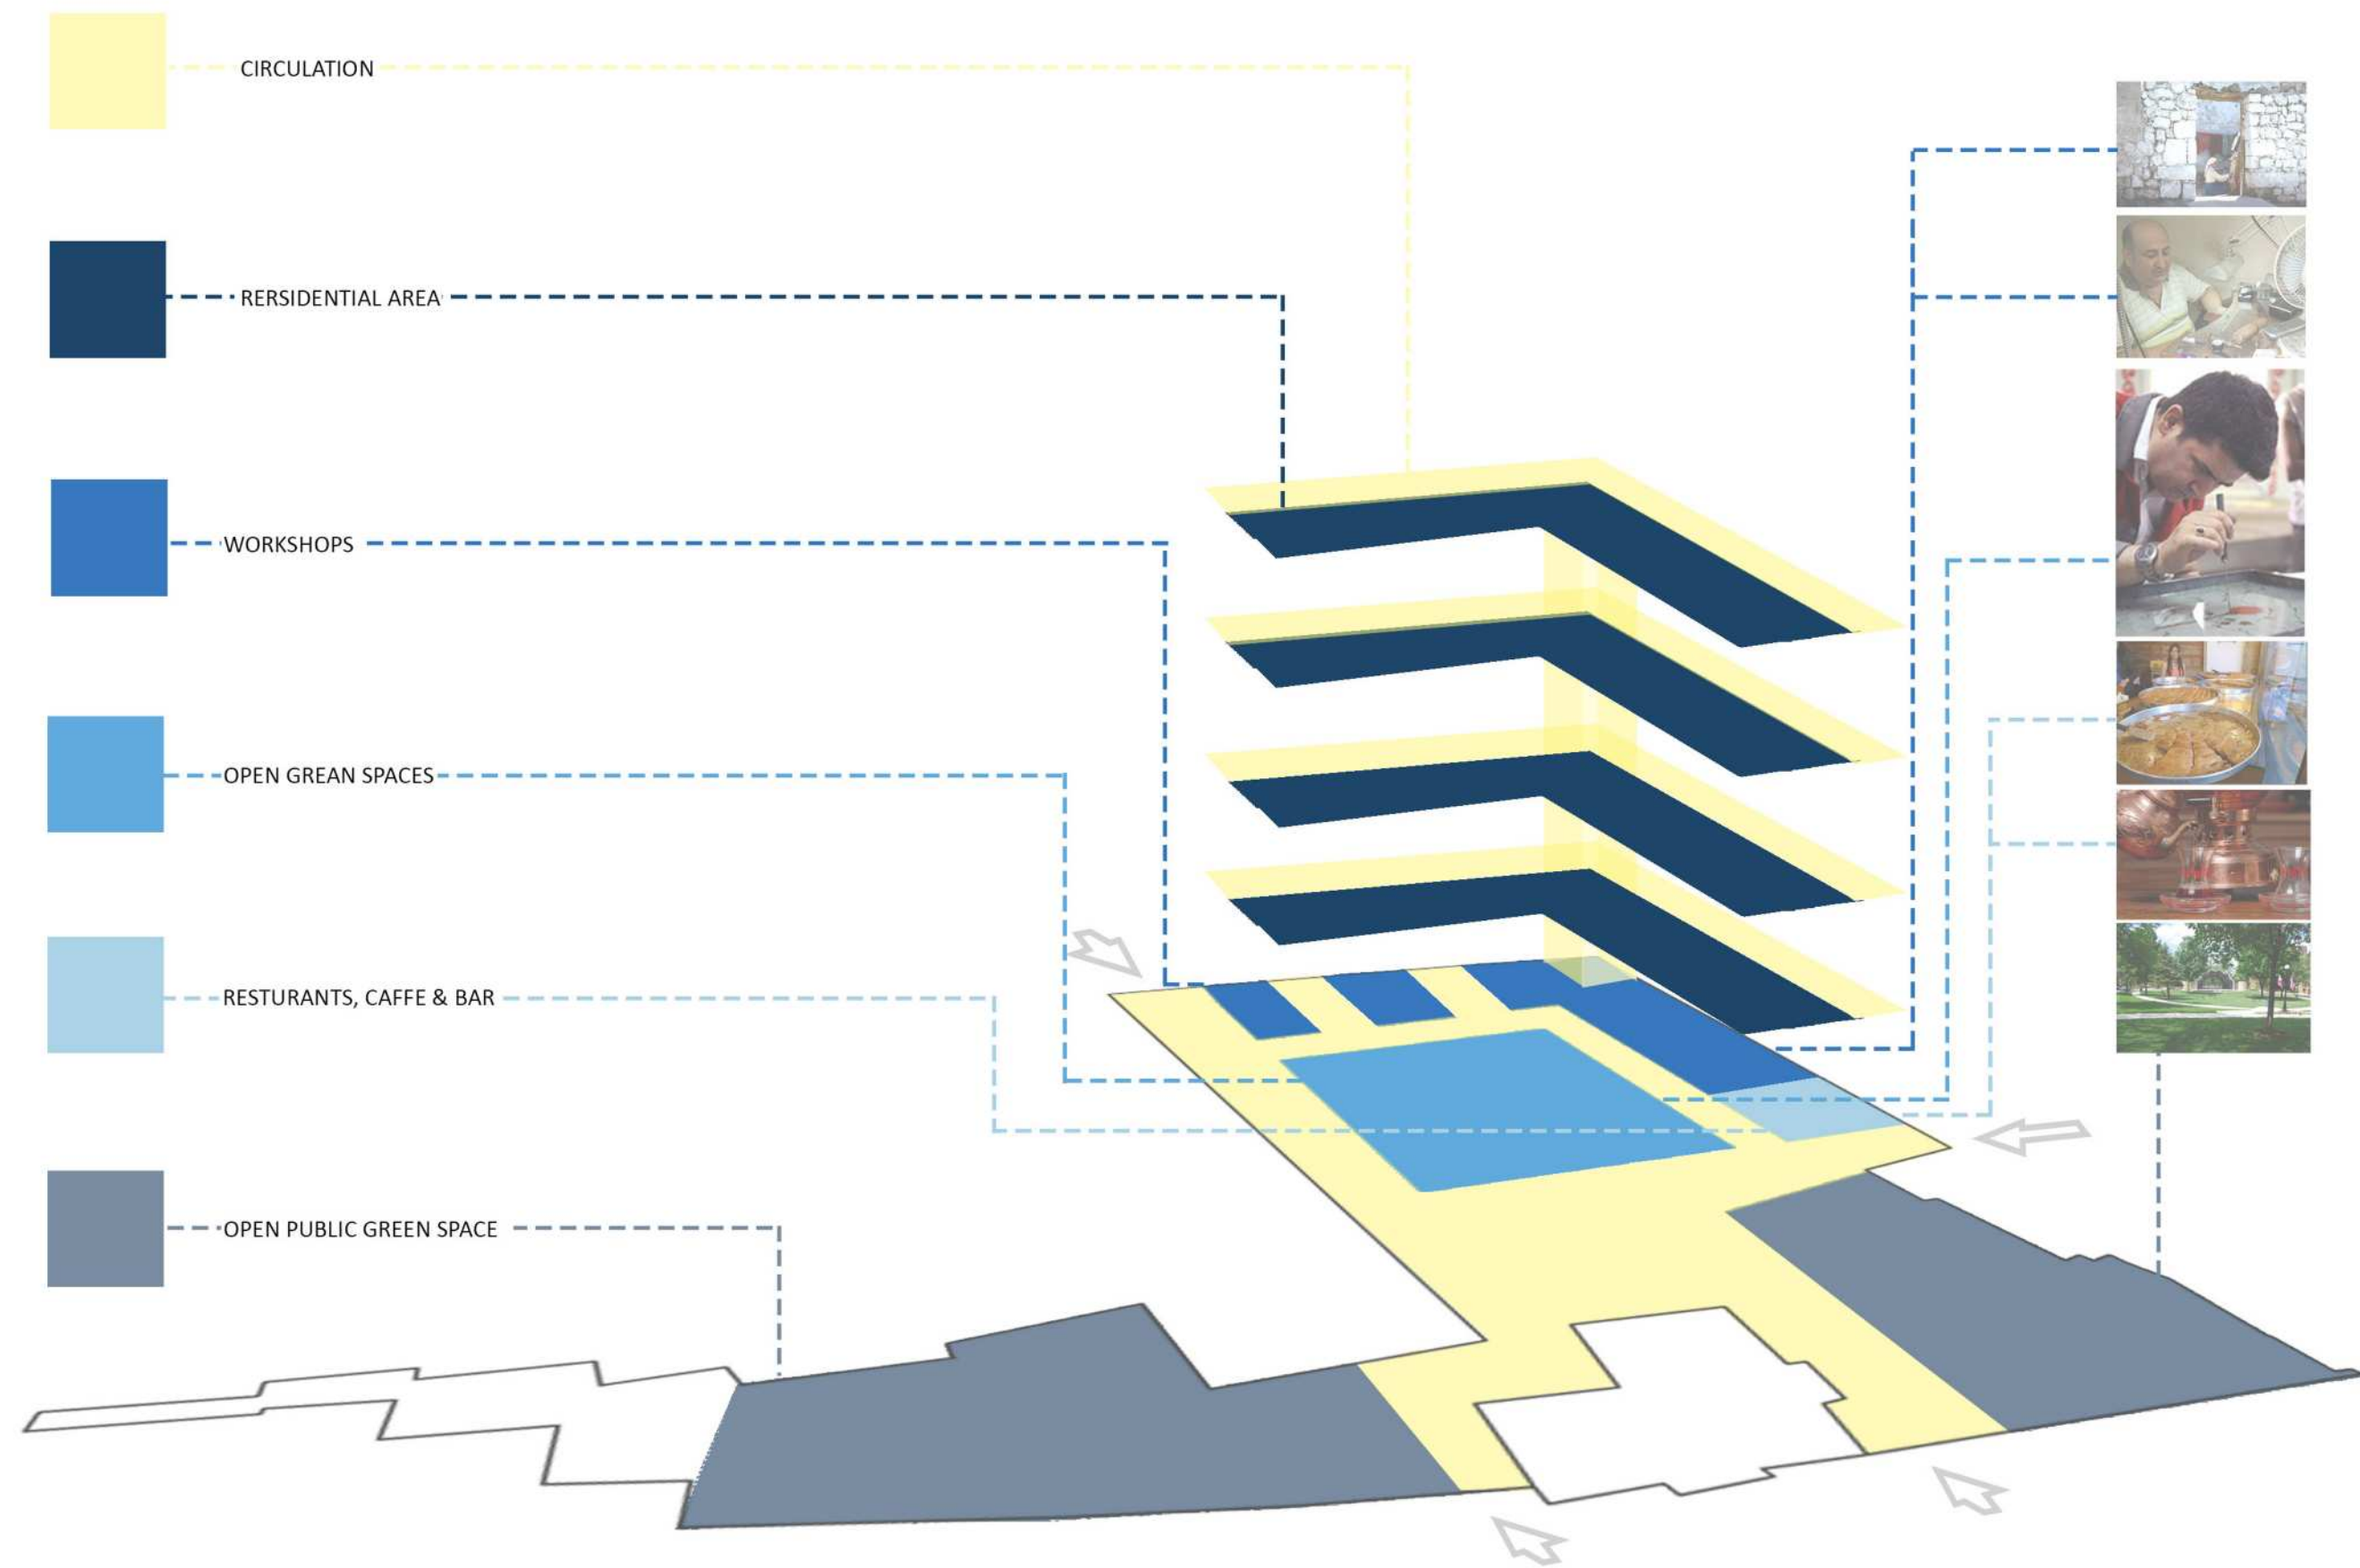 CIRCULATION
RERSIDENTIAL AREA
WORKSHOPS
OPEN GREAN SPACES
RESTURANTS, CAFFE & BAR
OPEN PUBLIC GREEN SPACE